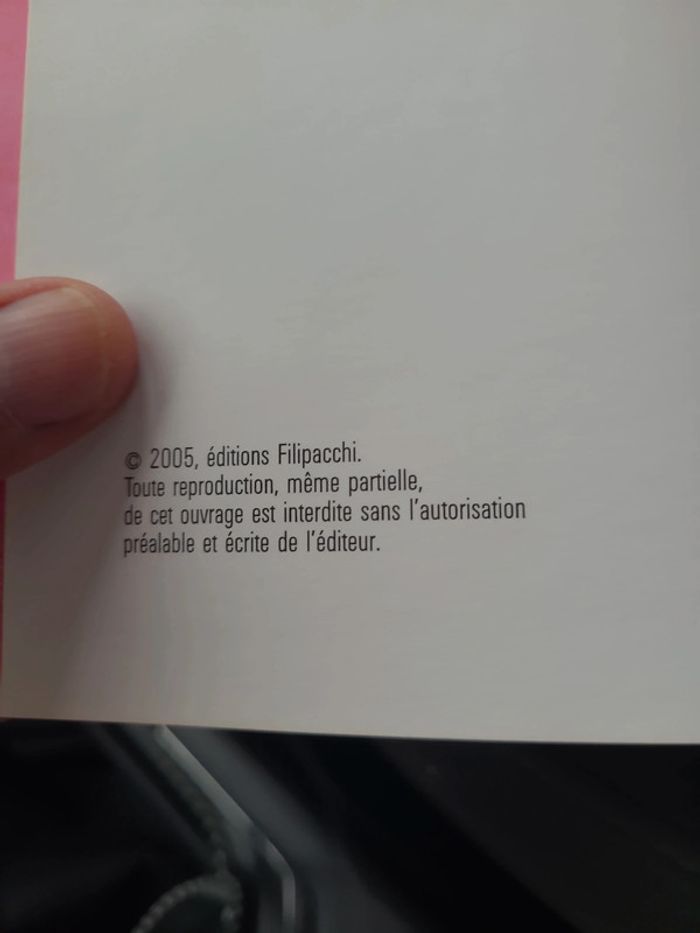 © 2005, éditions Filipacchi.
Toute reproduction, même partielle,
de cet ouvrage est interdite sans l'autorisation
préalable et écrite de l'éditeur.